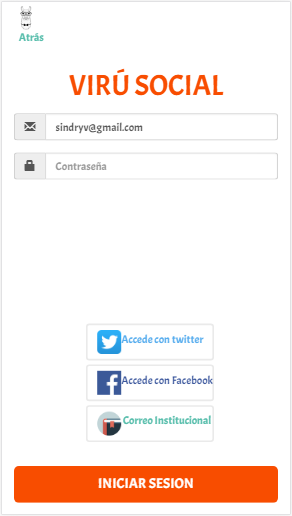 Atrás
VIRÚ SOCIAL
sindryv@gmail.com
Contraseña
Accede con twitter
Accede con Facebook
Correo Institucional
INICIAR SESION